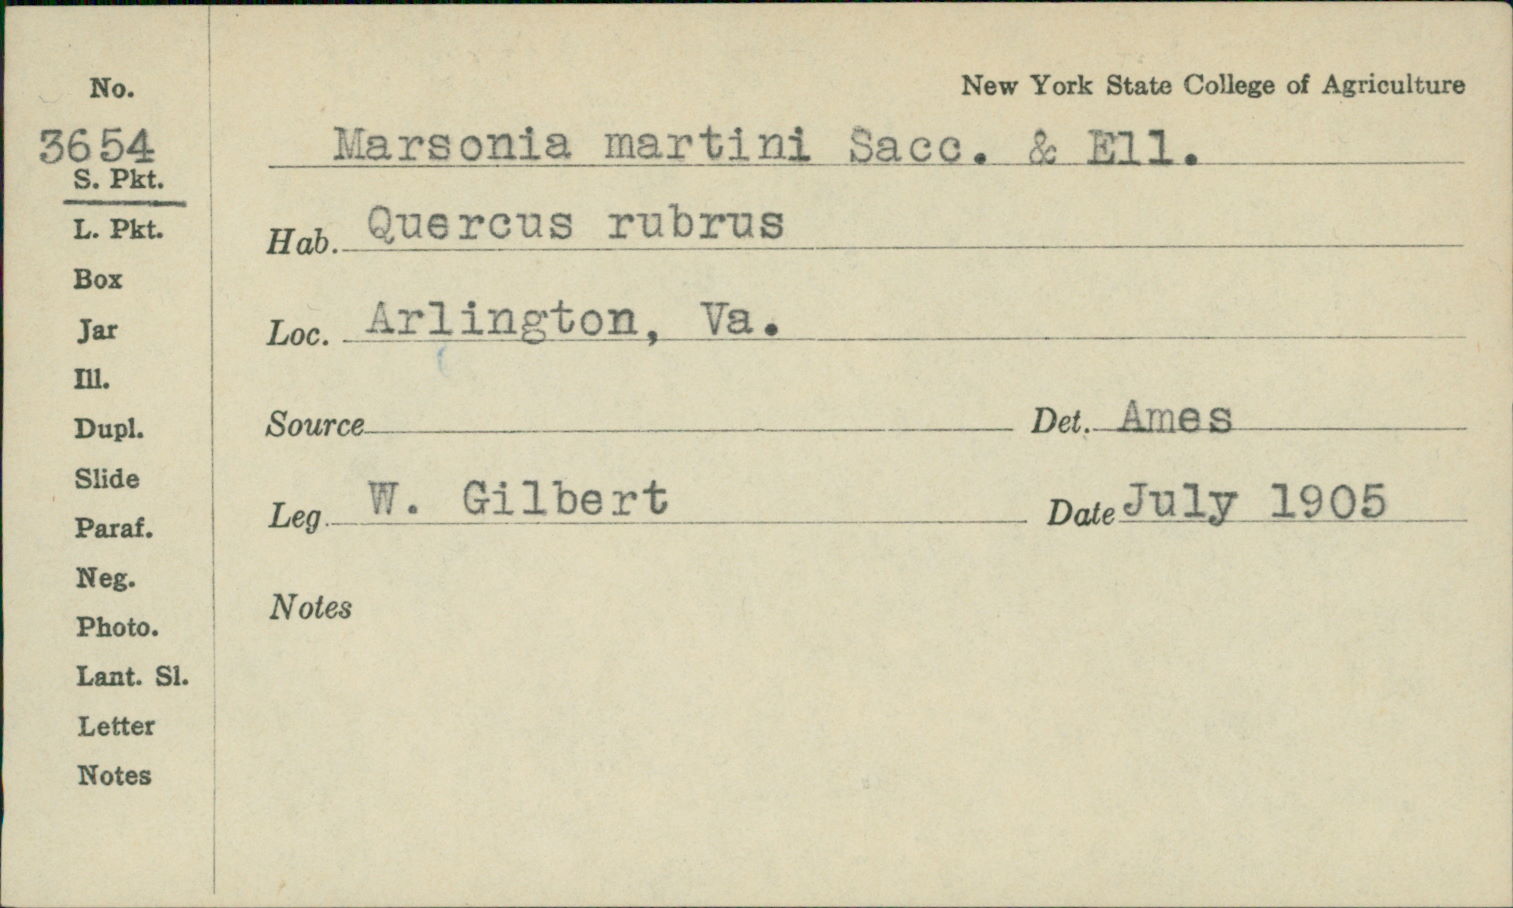 No.
3654
S. Pkt.
L. Pkt.
Box
Jar
Ill.
Dupl.
Slide
Paraf.
Neg.
Photo.
Lant. Sl.
Letter
Notes
New York State College of Agriculture
Marsonia martini Sacc. & Ell.
Hab. Quercus rubrus
Loc. Arlington, Va.
Source Det. Ames
Leg. W. Gilbert Date July 1905
Notes